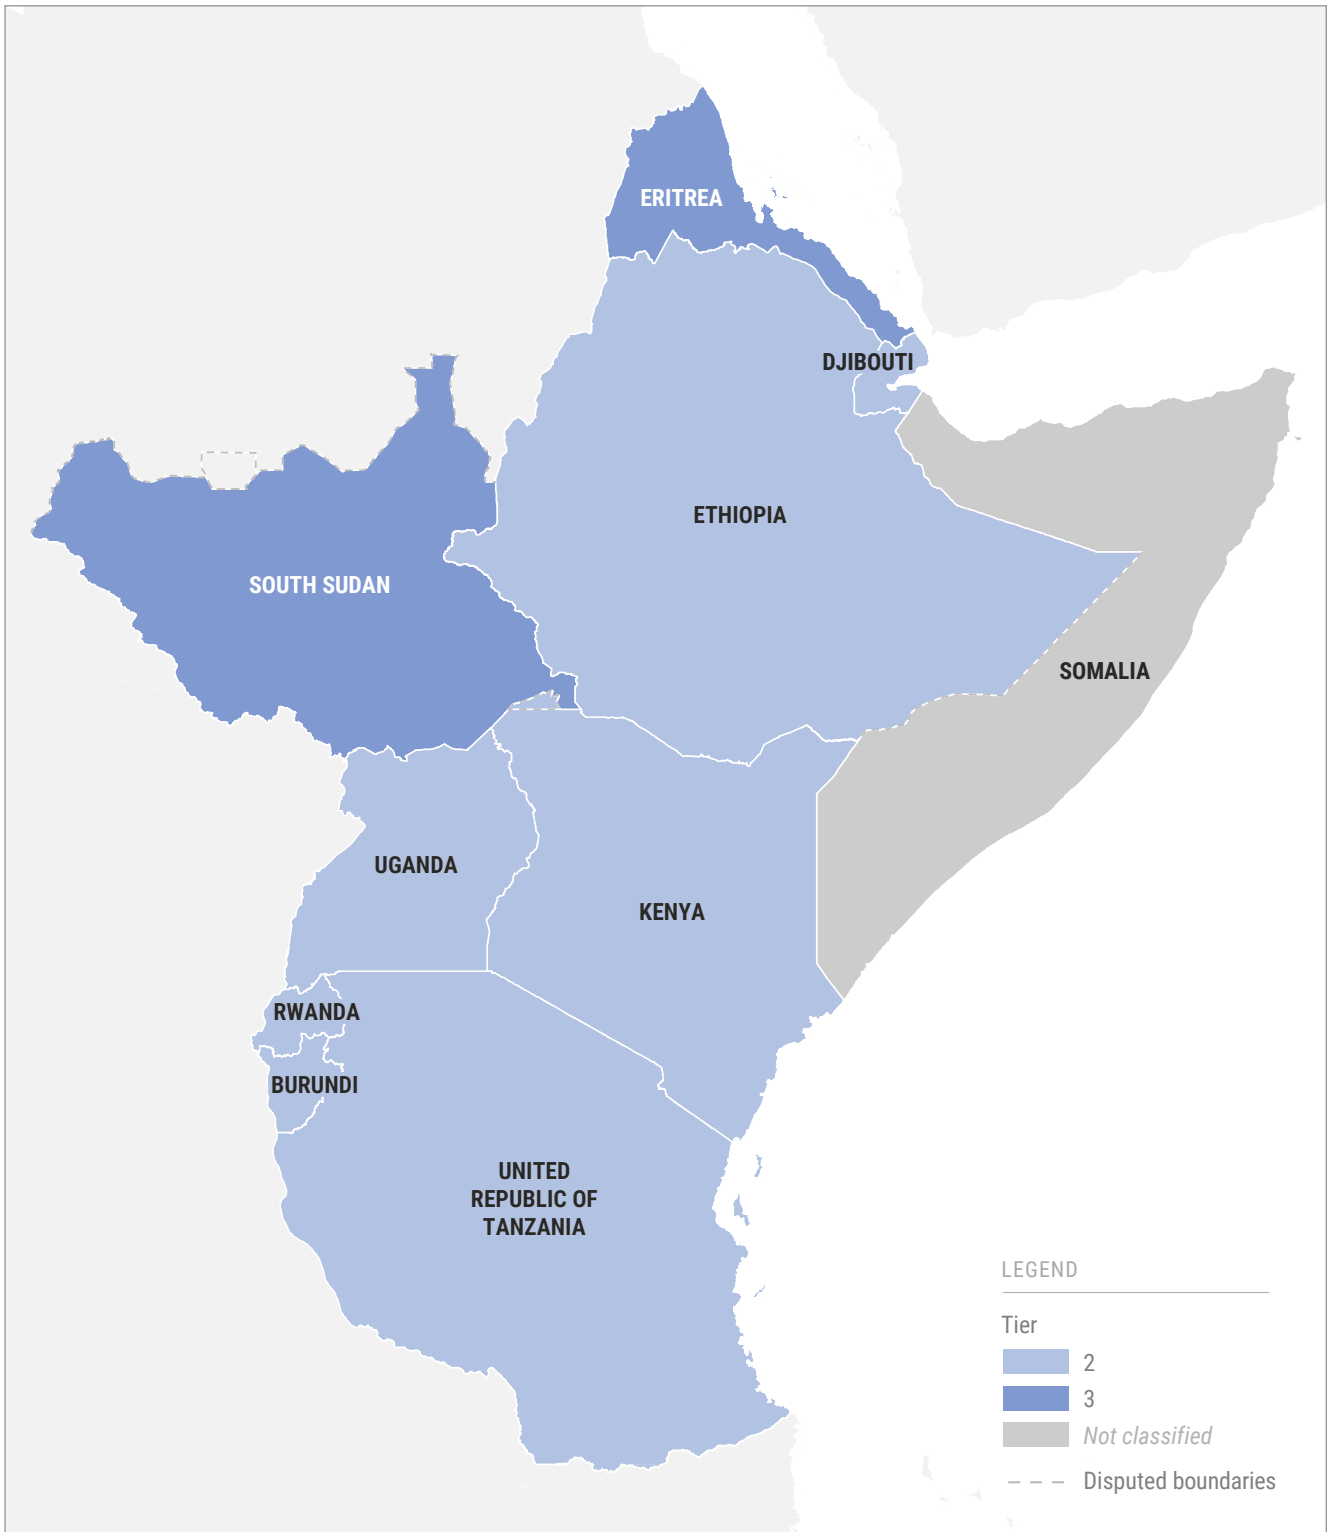 ERITREA
DJIBOUTI
ETHIOPIA
SOUTH SUDAN
SOMALIA
UGANDA
KENYA
RWANDA
BURUNDI
UNITED
REPUBLIC OF
TANZANIA
LEGEND
Tier
2
3
Not classified
Disputed boundaries